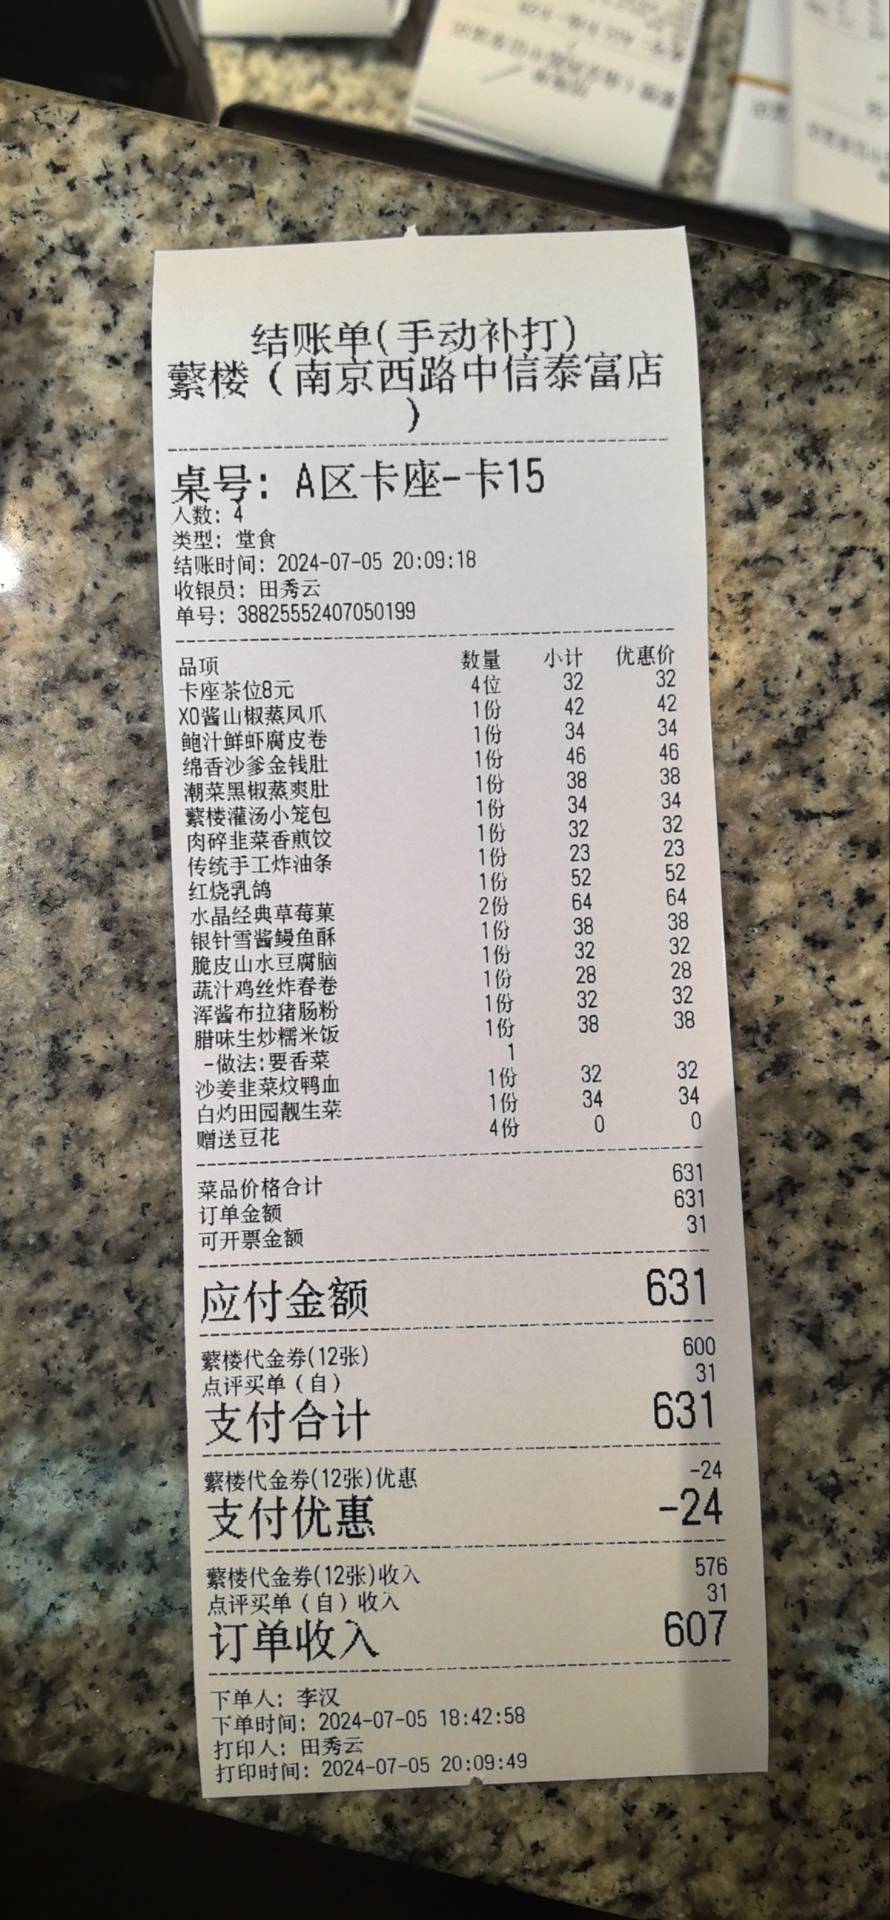 结账单(手动补打)
蘩楼（南京西路中信泰富店
）
桌号: A区卡座-卡15
人数: 4
类型: 堂食
结账时间: 2024-07-05 20:09:18
收银员: 田秀云
单号: 38825552407050199
品项 数量 小计 优惠价
卡座茶位8元 4位 32 32
XO酱山椒蒸凤爪 1份 42 42
鲍汁鲜虾腐皮卷 1份 34 34
绵香沙爹金钱肚 1份 46 46
潮菜黑椒蒸爽肚 1份 38 38
蘩楼灌汤小笼包 1份 34 34
肉碎韭菜香煎饺 1份 32 32
传统手工炸油条 1份 23 23
红烧乳鸽 1份 52 52
水晶经典草莓菓 2份 64 64
银针雪酱鳗鱼酥 1份 38 38
脆皮山水豆腐脑 1份 32 32
蔬汁鸡丝炸春卷 1份 28 28
浑酱布拉猪肠粉 1份 32 32
腊味生炒糯米饭 1份 38 38
-做法:要香菜 1
沙姜韭菜炆鸭血 1份 32 32
白灼田园靓生菜 1份 34 34
赠送豆花 4份 0 0
菜品价格合计 631
订单金额 631
可开票金额 31
应付金额 631
蘩楼代金券(12张) 600
点评买单（自） 31
支付合计 631
蘩楼代金券(12张)优惠 -24
支付优惠 -24
蘩楼代金券(12张)收入 576
点评买单（自）收入 31
订单收入 607
下单人: 李汉
下单时间: 2024-07-05 18:42:58
打印人: 田秀云
打印时间: 2024-07-05 20:09:49